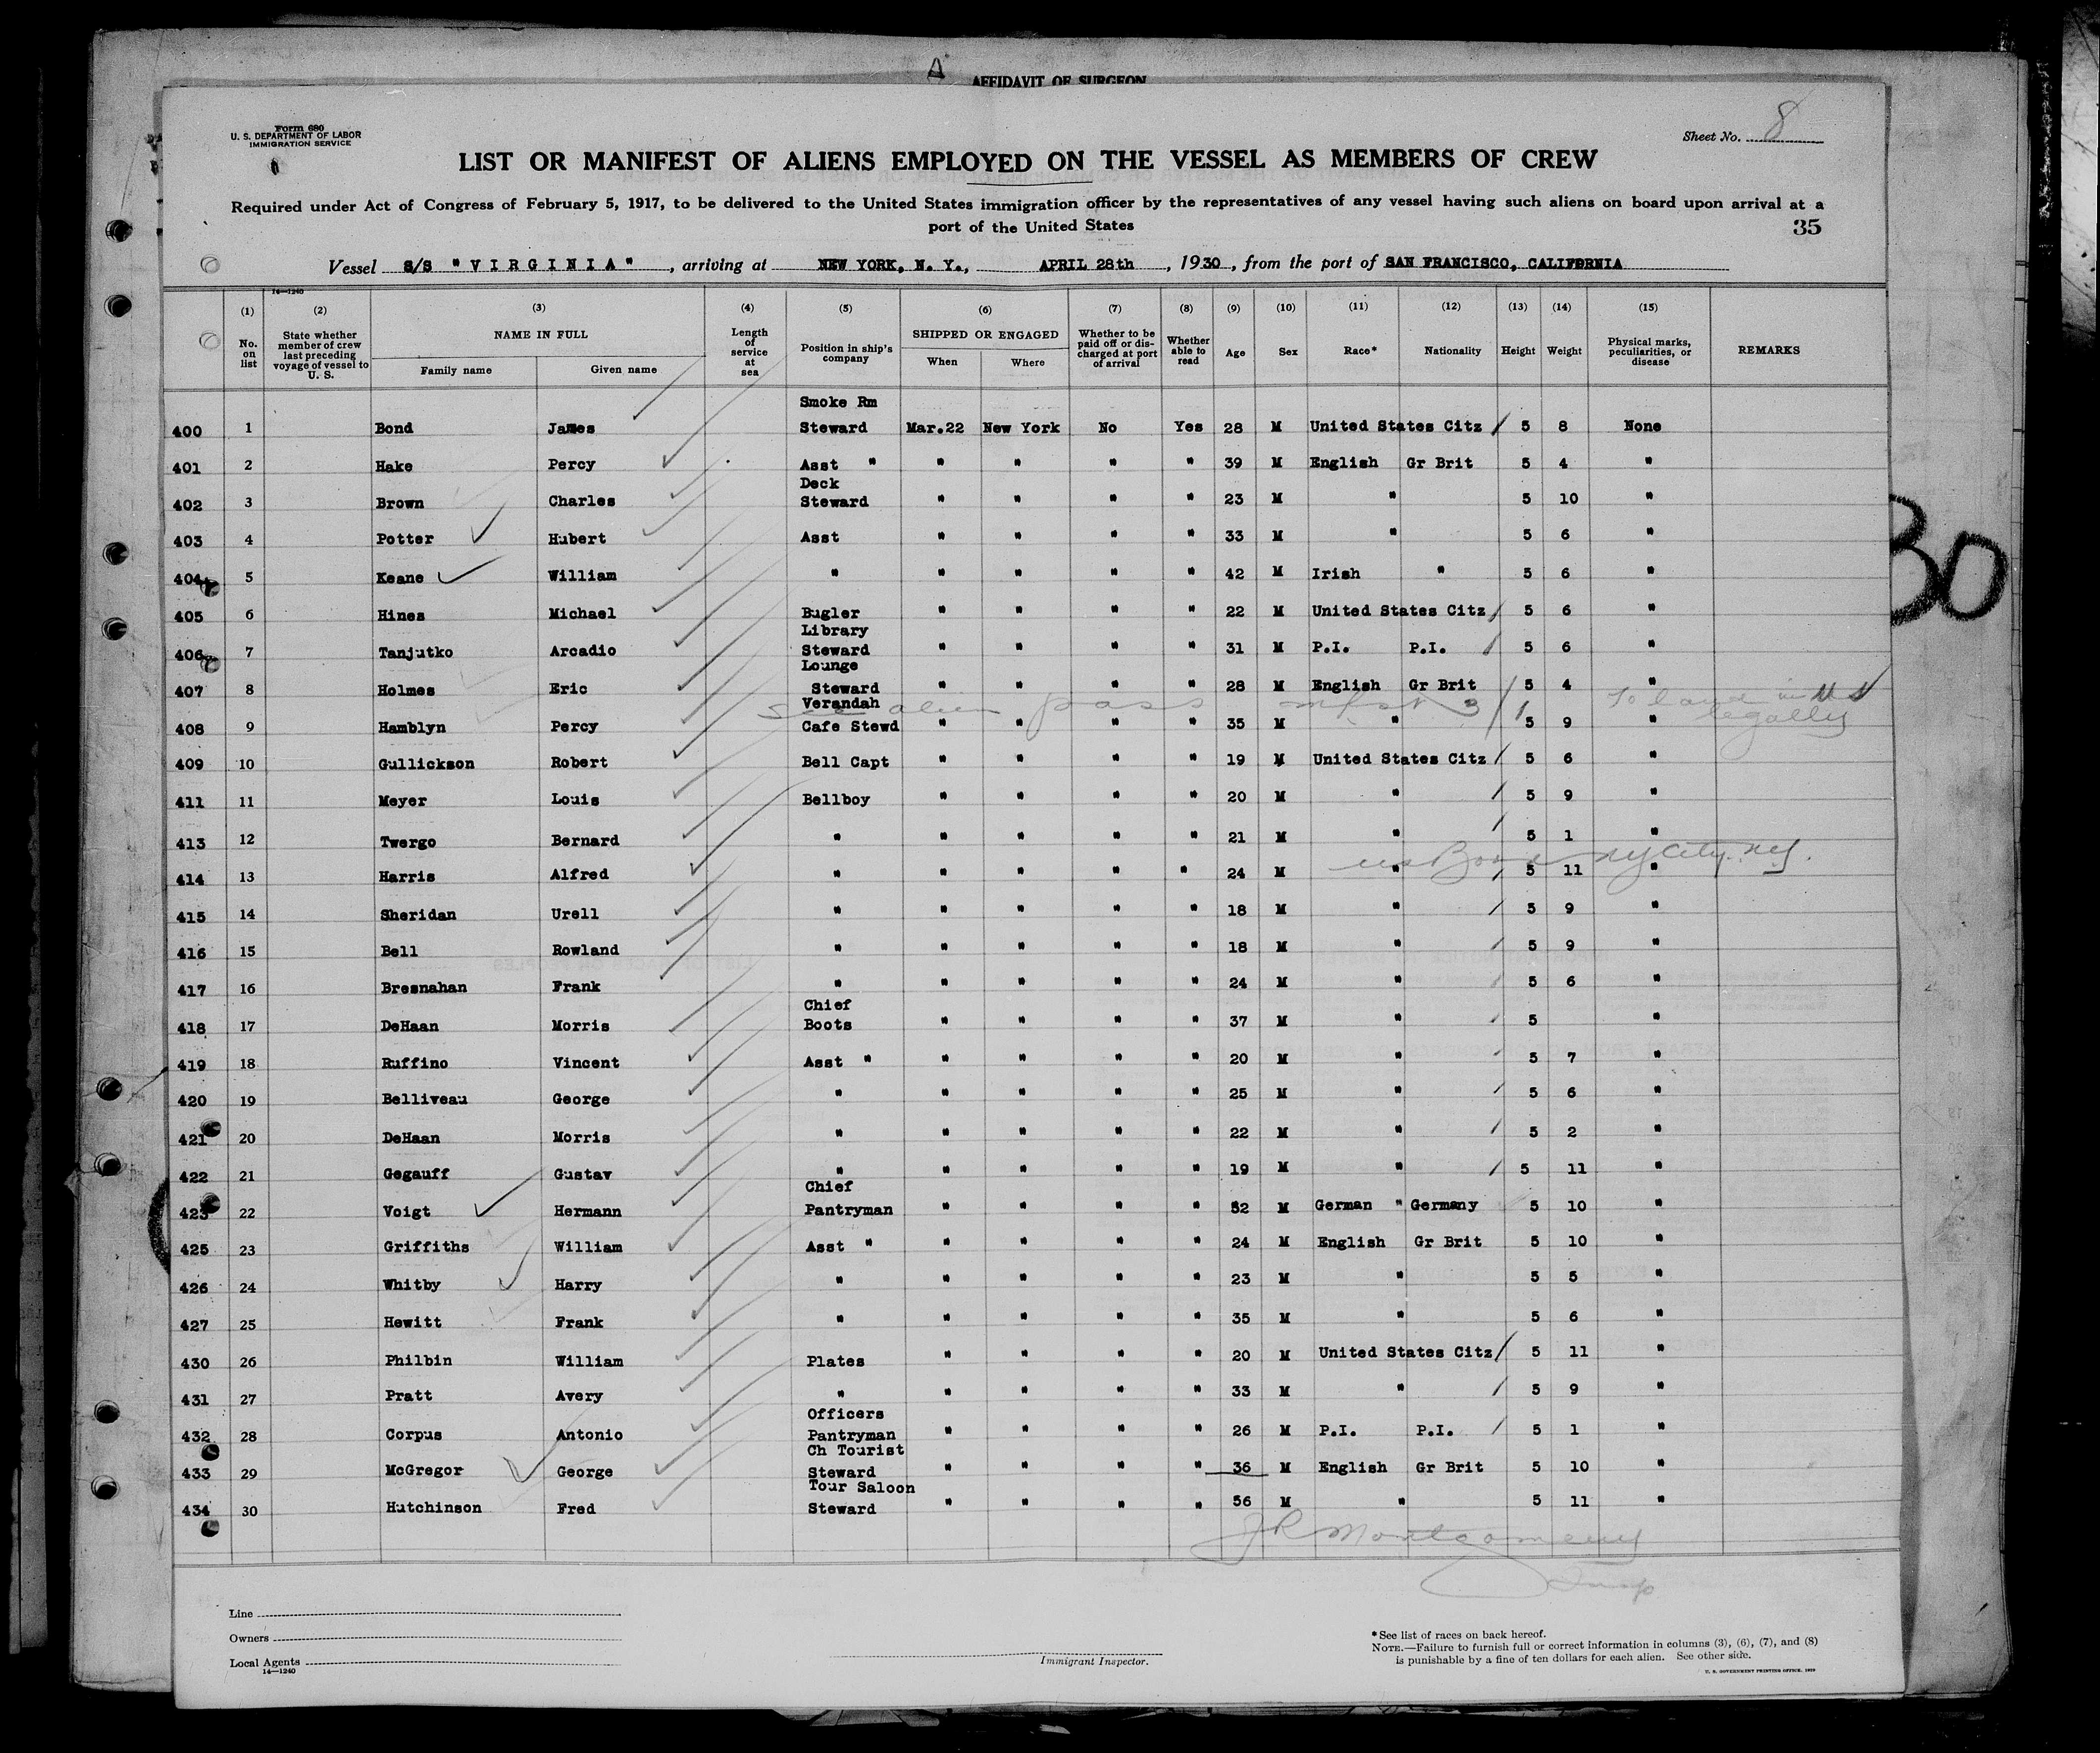 AFFIDAVIT OF SURGEON
Form 680
U. S. DEPARTMENT OF LABOR
IMMIGRATION SERVICE
Sheet No. 8
LIST OR MANIFEST OF ALIENS EMPLOYED ON THE VESSEL AS MEMBERS OF CREW
Required under Act of Congress of February 5, 1917, to be delivered to the United States immigration officer by the representatives of any vessel having such aliens on board upon arrival at a
port of the United States
35
Vessel S/S "VIRGINIA", arriving at NEW YORK, N. Y., APRIL 28th, 1930, from the port of SAN FRANCISCO, CALIFORNIA
14—1240
(1) (2) (3) (4) (5) (6) (7) (8) (9) (10) (11) (12) (13) (14) (15)
No. on list State whether member of crew last preceding voyage of vessel to U. S. NAME IN FULL Family name Given name Length of service at sea Position in ship's company SHIPPED OR ENGAGED When Where Whether to be paid off or discharged at port of arrival Whether able to read Age Sex Race* Nationality Height Weight Physical marks, peculiarities, or disease REMARKS
Smoke Rm
400 1 Bond James Steward Mar.22 New York No Yes 28 M United States Citz / 5 8 None
401 2 Hake Percy Asst " " " " " 39 M English Gr Brit 5 4 "
Deck
402 3 Brown Charles Steward " " " " 23 M " 5 10 "
403 4 Potter Hubert Asst " " " " 33 M " 5 6 "
404 5 Keane William " " " " " 42 M Irish " 5 6 "
405 6 Hines Michael Bugler " " " " 22 M United States Citz / 5 6 "
Library
406 7 Tanjutko Arcadio Steward " " " " 31 M P.I. P.I. / 5 6 "
Lounge
407 8 Holmes Eric Steward " " " " 28 M English Gr Brit 5 4 "
Verandah
see alien pass 3 To land in U S
legally
408 9 Hamblyn Percy Cafe Stewd " " " " 35 M " 5 9 "
409 10 Gullickson Robert Bell Capt " " " " 19 M United States Citz / 5 6 "
411 11 Meyer Louis Bellboy " " " " 20 M " / 5 9 "
413 12 Twergo Bernard " " " " " 21 M " / 5 1 "
us Born NY City. NY.
414 13 Harris Alfred " " " " " 24 M " / 5 11 "
415 14 Sheridan Urell " " " " " 18 M " / 5 9 "
416 15 Bell Rowland " " " " " 18 M " / 5 9 "
417 16 Bresnahan Frank " " " " " 24 M " / 5 6 "
Chief
418 17 DeHaan Morris Boots " " " " 37 M " / 5 "
419 18 Ruffino Vincent Asst " " " " " 20 M " / 5 7 "
420 19 Belliveau George " " " " " 25 M " / 5 6 "
421 20 DeHaan Morris " " " " " 22 M " / 5 2 "
422 21 Gegauff Gustav " " " " " 19 M " / 5 11 "
Chief
423 22 Voigt Hermann Pantryman " " " " 52 M German " Germany 5 10 "
425 23 Griffiths William Asst " " " " " 24 M English Gr Brit 5 10 "
426 24 Whitby Harry " " " " " 23 M " 5 5 "
427 25 Hewitt Frank " " " " " 35 M " 5 6 "
430 26 Philbin William Plates " " " " 20 M United States Citz / 5 11 "
431 27 Pratt Avery " " " " " 33 M " / 5 9 "
Officers
432 28 Corpus Antonio Pantryman " " " " 26 M P.I. P.I. / 5 1 "
Ch Tourist
433 29 McGregor George Steward " " " " 36 M English Gr Brit 5 10 "
Tour Saloon
434 30 Hutchinson Fred Steward " " " " 56 M " 5 11 "
JR Montgomery
Insp
30
Line
Owners
Local Agents
14—1240
Immigrant Inspector.
*See list of races on back hereof.
NOTE.—Failure to furnish full or correct information in columns (3), (6), (7), and (8)
is punishable by a fine of ten dollars for each alien. See other side.
U. S. GOVERNMENT PRINTING OFFICE. 1929